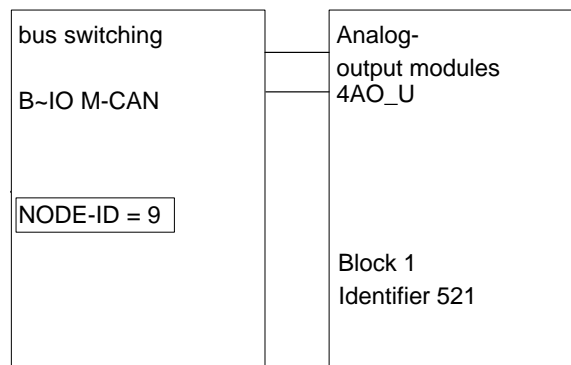 bus switching
B~IO M-CAN
NODE-ID = 9
Analog-
output modules
4AO_U
Block 1
Identifier 521